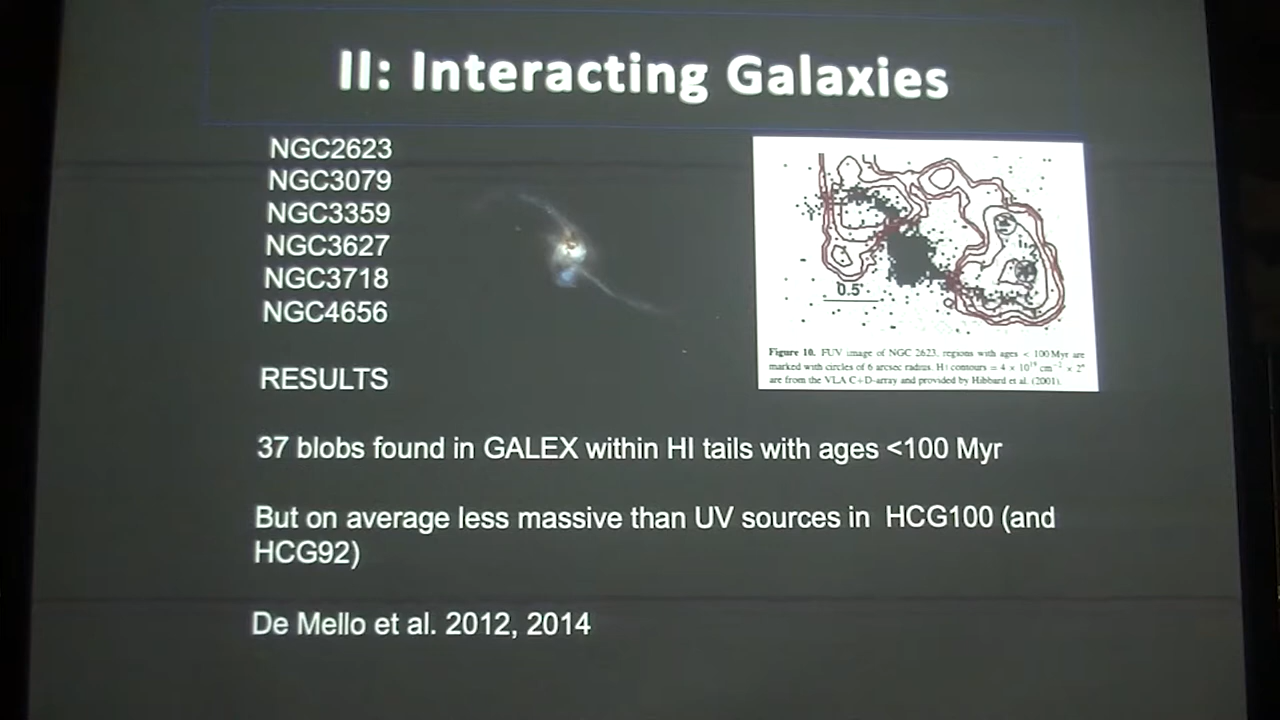 II: Interacting Galaxies
NGC2623
NGC3079
NGC3359
NGC3627
NGC3718
NGC4656
0.5'
Figure 10. FUV image of NGC 2623, regions with ages < 100 Myr are
marked with circles of 6 arcsec radius. H I contours = 4 × 10¹⁹ cm⁻² × 2ⁿ
are from the VLA C+D-array and provided by Hibbard et al. (2001).
RESULTS
37 blobs found in GALEX within HI tails with ages <100 Myr
But on average less massive than UV sources in HCG100 (and
HCG92)
De Mello et al. 2012, 2014